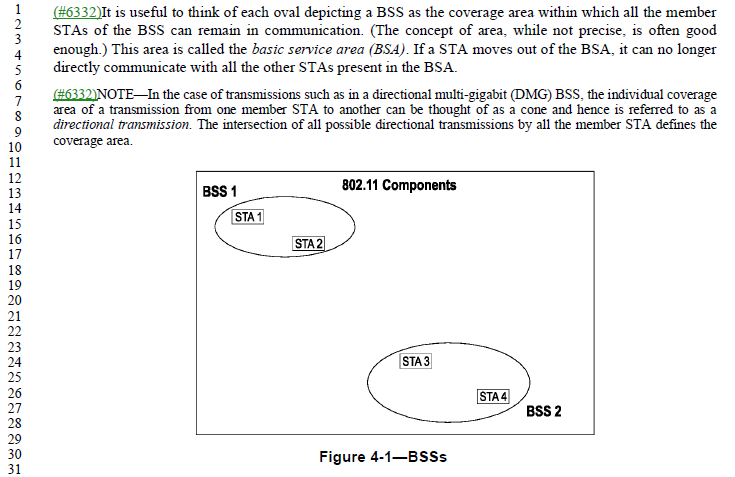 1
2
3
4
5
6
7
8
9
10
11
12
13
14
15
16
17
18
19
20
21
22
23
24
25
26
27
28
29
30
31
(#6332)It is useful to think of each oval depicting a BSS as the coverage area within which all the member
STAs of the BSS can remain in communication. (The concept of area, while not precise, is often good
enough.) This area is called the basic service area (BSA). If a STA moves out of the BSA, it can no longer
directly communicate with all the other STAs present in the BSA.
(#6332)NOTE—In the case of transmissions such as in a directional multi-gigabit (DMG) BSS, the individual coverage
area of a transmission from one member STA to another can be thought of as a cone and hence is referred to as a
directional transmission. The intersection of all possible directional transmissions by all the member STA defines the
coverage area.
802.11 Components
BSS 1
STA 1
STA 2
STA 3
STA 4
BSS 2
Figure 4-1—BSSs